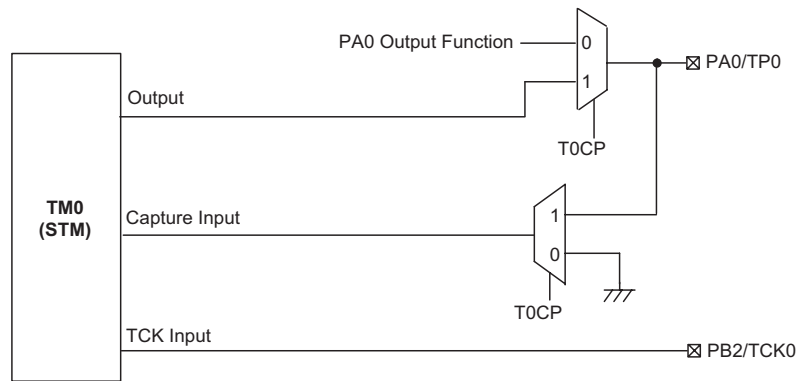 PA0 Output Function
0
PA0/TP0
1
Output
T0CP
TM0
(STM)
Capture Input
1
0
T0CP
TCK Input
PB2/TCK0